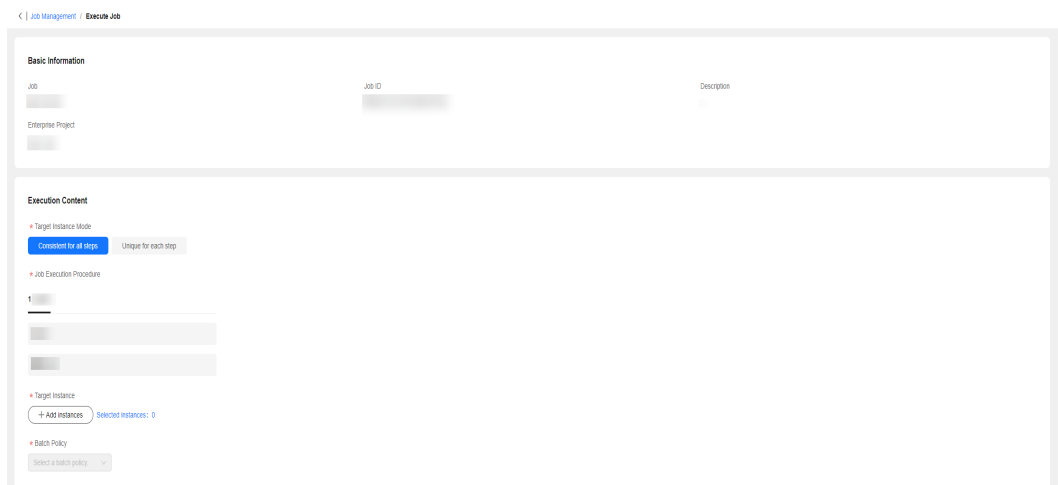 Job Management / Execute Job
Basic Information
Job Job ID Description
Enterprise Project
Execution Content
* Target Instance Mode
Consistent for all steps Unique for each step
* Job Execution Procedure
1
* Target Instance
+ Add Instances Selected instances: 0
* Batch Policy
Select a batch policy.